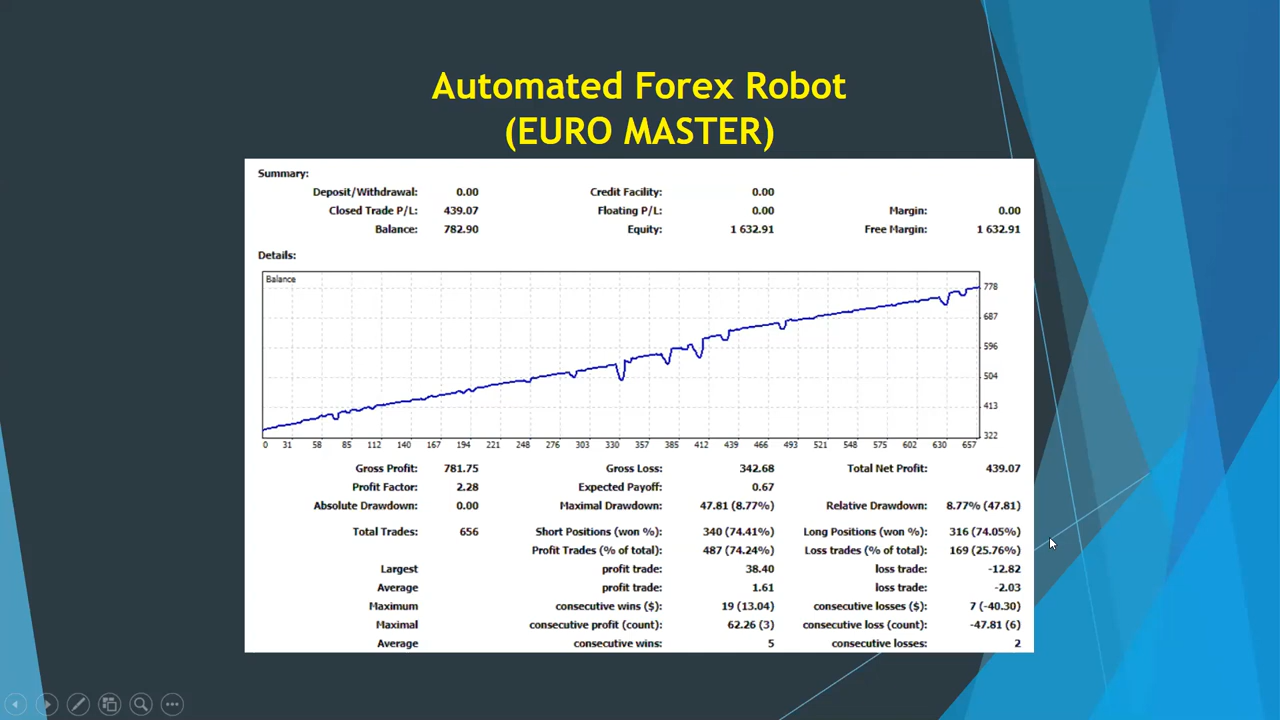 Automated Forex Robot
(EURO MASTER)
Summary:
Deposit/Withdrawal: 0.00 Credit Facility: 0.00
Closed Trade P/L: 439.07 Floating P/L: 0.00 Margin: 0.00
Balance: 782.90 Equity: 1 632.91 Free Margin: 1 632.91
Details:
Balance
778
687
596
504
413
322
0 31 58 85 112 140 167 194 221 248 276 303 330 357 385 412 439 466 493 521 548 575 602 630 657
Gross Profit: 781.75 Gross Loss: 342.68 Total Net Profit: 439.07
Profit Factor: 2.28 Expected Payoff: 0.67
Absolute Drawdown: 0.00 Maximal Drawdown: 47.81 (8.77%) Relative Drawdown: 8.77% (47.81)
Total Trades: 656 Short Positions (won %): 340 (74.41%) Long Positions (won %): 316 (74.05%)
Profit Trades (% of total): 487 (74.24%) Loss trades (% of total): 169 (25.76%)
Largest profit trade: 38.40 loss trade: -12.82
Average profit trade: 1.61 loss trade: -2.03
Maximum consecutive wins ($): 19 (13.04) consecutive losses ($): 7 (-40.30)
Maximal consecutive profit (count): 62.26 (3) consecutive loss (count): -47.81 (6)
Average consecutive wins: 5 consecutive losses: 2